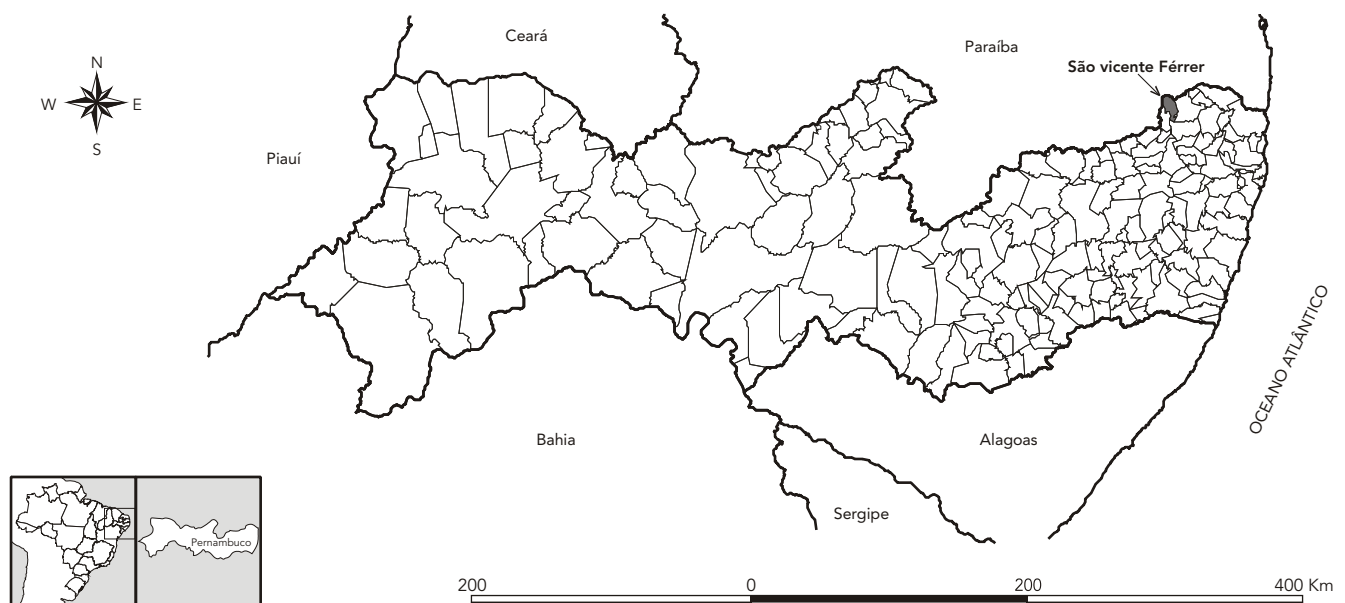 Ceará
Paraíba
São vicente Férrer
N
W E
S
Piauí
OCEANO ATLÂNTICO
Bahia
Alagoas
Sergipe
Pernambuco
200 0 200 400 Km